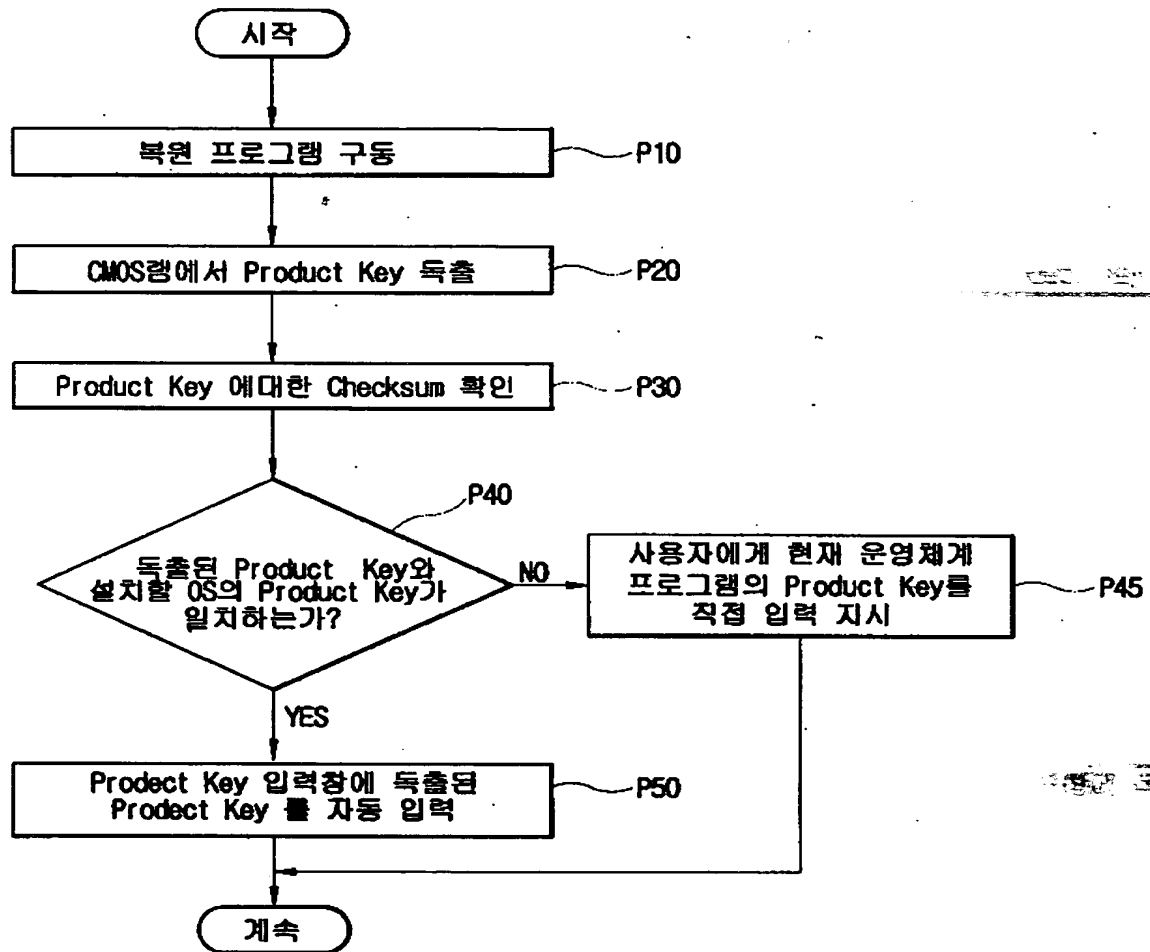 시작
복원 프로그램 구동
P10
CMOS램에서 Product Key 독출
P20
Product Key 에대한 Checksum 확인
P30
P40
독출된 Product Key와
설치할 OS의 Product Key가
일치하는가?
NO
사용자에게 현재 운영체계
프로그램의 Product Key를
직접 입력 지시
P45
YES
Prodect Key 입력창에 독출된
Prodect Key 를 자동 입력
P50
계속